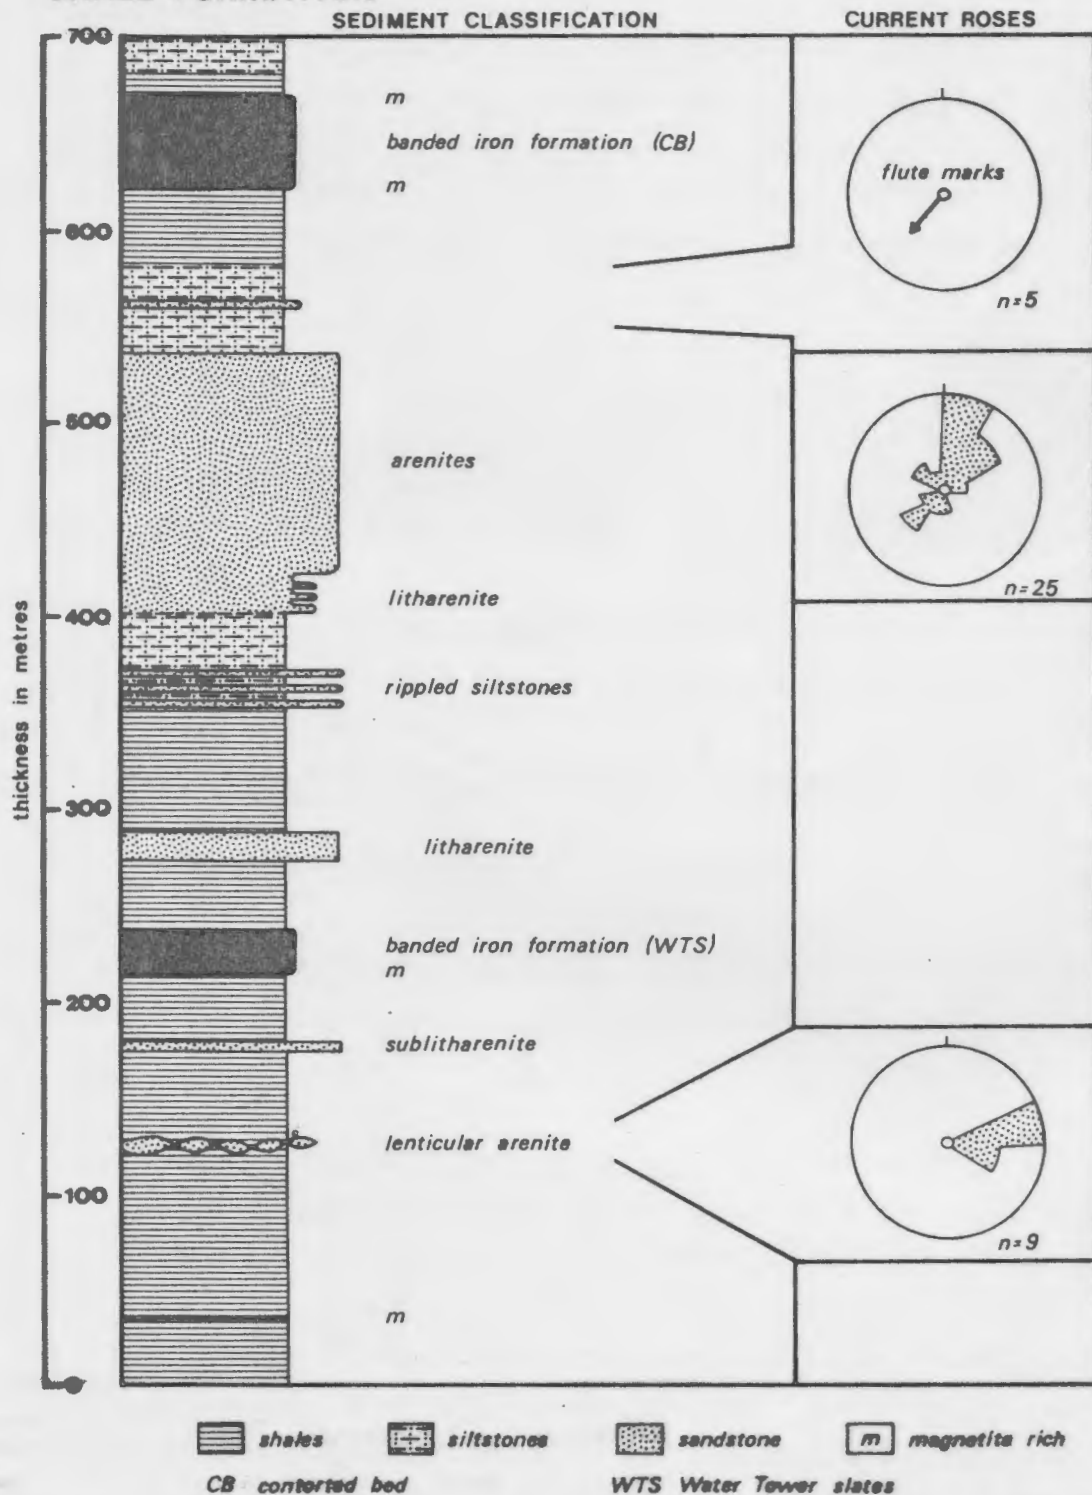 SEDIMENT CLASSIFICATION CURRENT ROSES
700
m
banded iron formation (CB)
flute marks
m
600
n=5
500
arenites
n=25
litharenite
400
thickness in metres
rippled siltstones
300
litharenite
banded iron formation (WTS)
m
200
sublitharenite
lenticular arenite
100
n=9
m
0
shales siltstones sandstone m magnetite rich
CB contorted bed WTS Water Tower slates